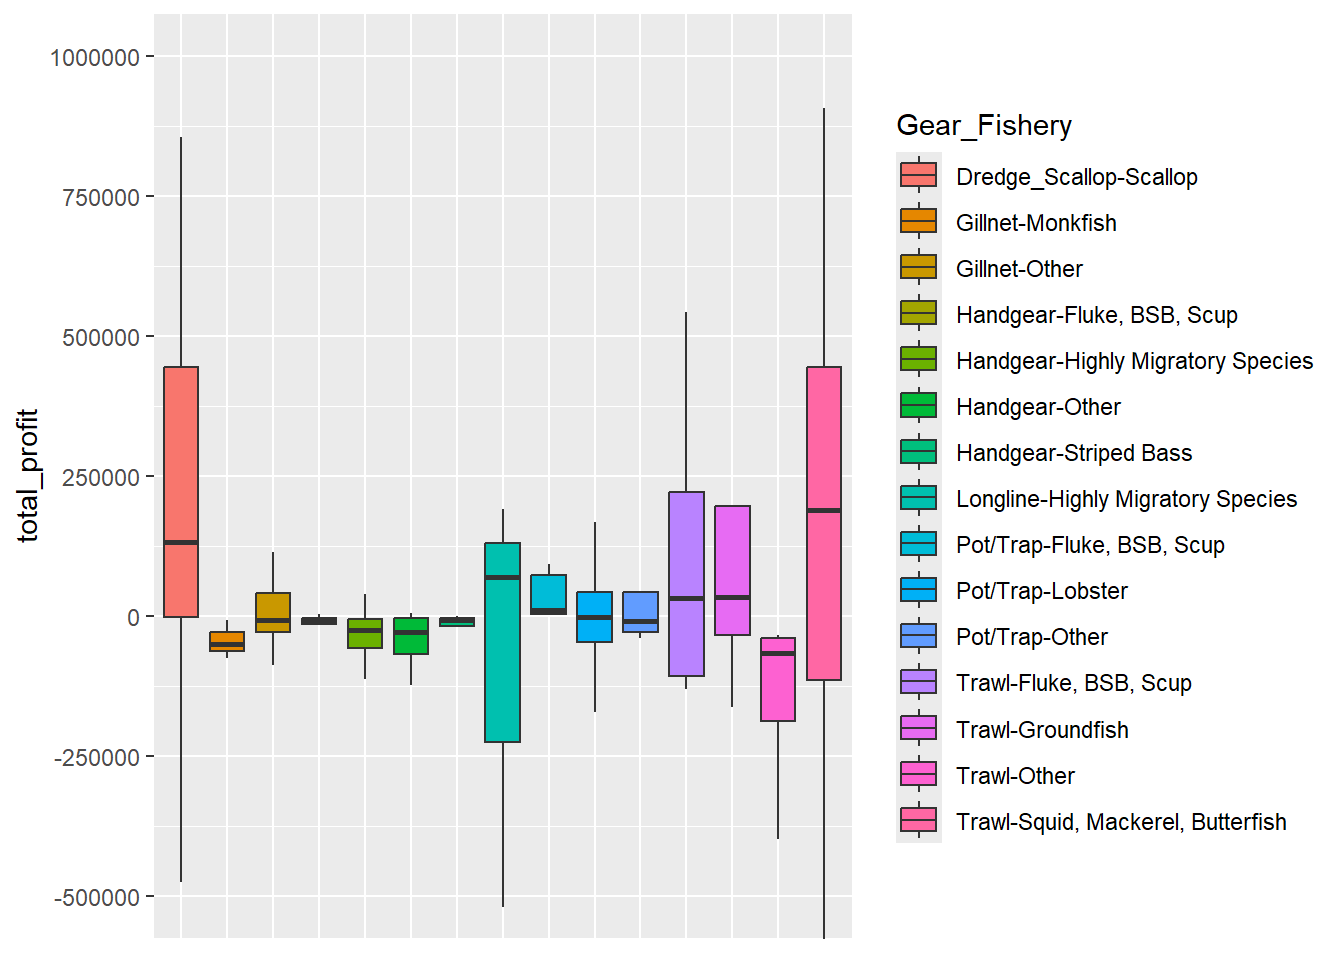 1000000
750000
500000
250000
0
-250000
-500000
total_profit
Gear_Fishery
Dredge_Scallop-Scallop
Gillnet-Monkfish
Gillnet-Other
Handgear-Fluke, BSB, Scup
Handgear-Highly Migratory Species
Handgear-Other
Handgear-Striped Bass
Longline-Highly Migratory Species
Pot/Trap-Fluke, BSB, Scup
Pot/Trap-Lobster
Pot/Trap-Other
Trawl-Fluke, BSB, Scup
Trawl-Groundfish
Trawl-Other
Trawl-Squid, Mackerel, Butterfish